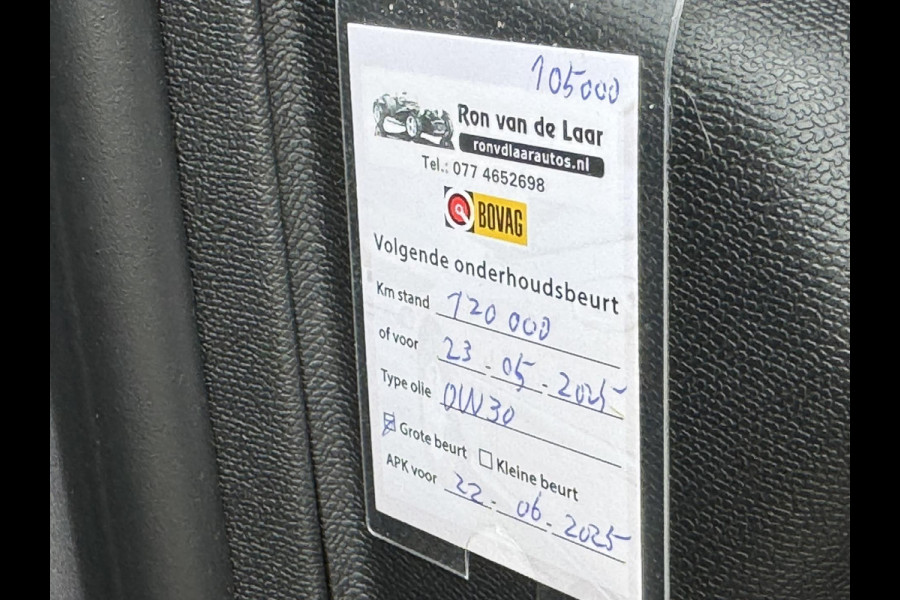 105000
Ron van de Laar
ronvdlaarautos.nl
Tel.: 077 4652698
BOVAG
Volgende onderhoudsbeurt
Km stand 120 000
of voor 23-05-2025
Type olie 0W30
Grote beurt Kleine beurt
APK voor 22-06-2025